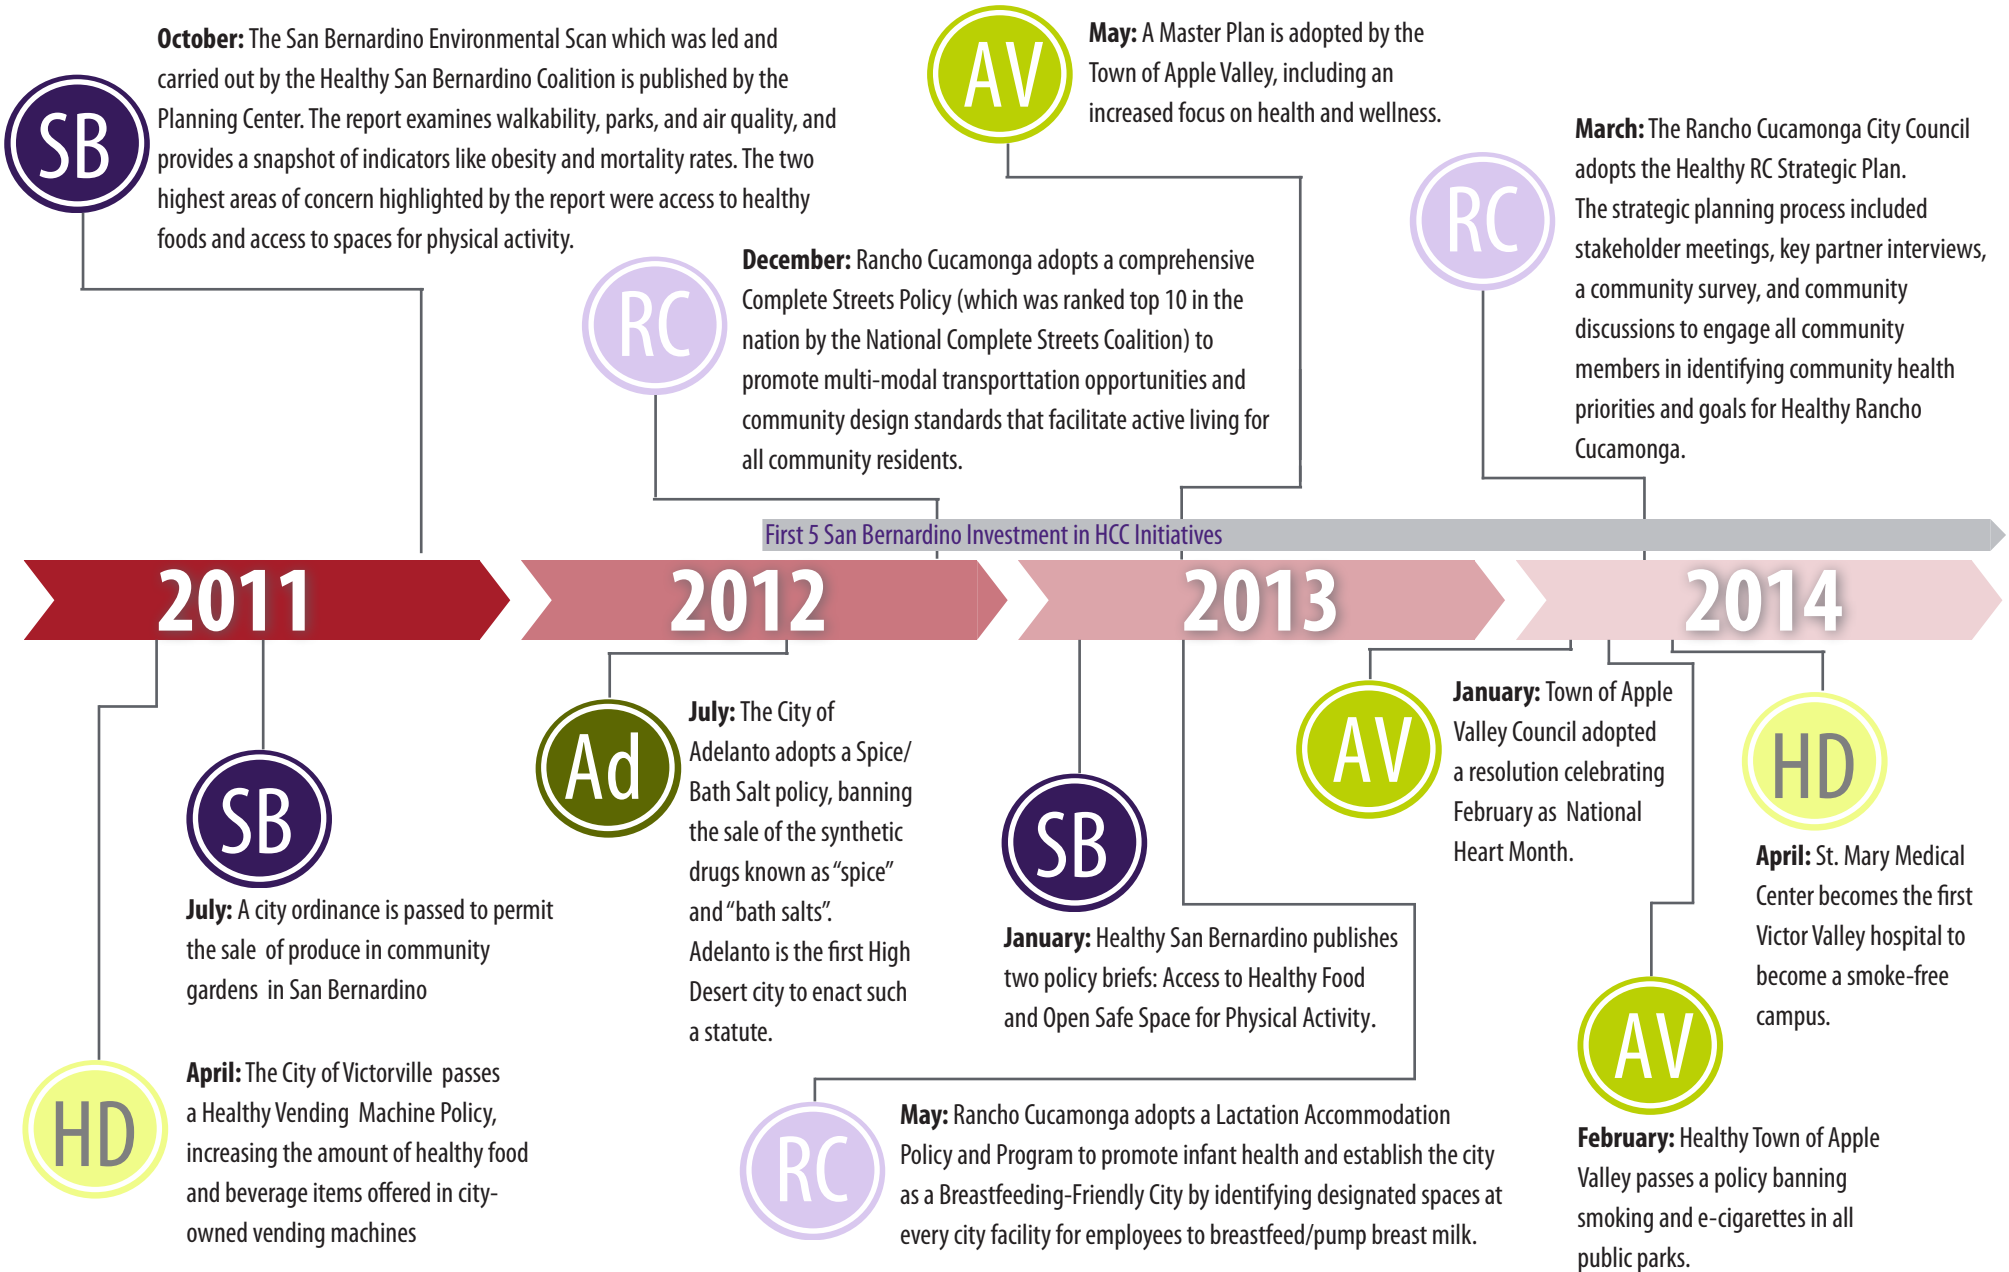 SB
October: The San Bernardino Environmental Scan which was led and
carried out by the Healthy San Bernardino Coalition is published by the
Planning Center. The report examines walkability, parks, and air quality, and
provides a snapshot of indicators like obesity and mortality rates. The two
highest areas of concern highlighted by the report were access to healthy
foods and access to spaces for physical activity.
RC
December: Rancho Cucamonga adopts a comprehensive
Complete Streets Policy (which was ranked top 10 in the
nation by the National Complete Streets Coalition) to
promote multi-modal transporttation opportunities and
community design standards that facilitate active living for
all community residents.
AV
May: A Master Plan is adopted by the
Town of Apple Valley, including an
increased focus on health and wellness.
RC
March: The Rancho Cucamonga City Council
adopts the Healthy RC Strategic Plan.
The strategic planning process included
stakeholder meetings, key partner interviews,
a community survey, and community
discussions to engage all community
members in identifying community health
priorities and goals for Healthy Rancho
Cucamonga.
First 5 San Bernardino Investment in HCC Initiatives
2011
2012
2013
2014
SB
July: A city ordinance is passed to permit
the sale of produce in community
gardens in San Bernardino
HD
April: The City of Victorville passes
a Healthy Vending Machine Policy,
increasing the amount of healthy food
and beverage items offered in city-
owned vending machines
Ad
July: The City of
Adelanto adopts a Spice/
Bath Salt policy, banning
the sale of the synthetic
drugs known as “spice”
and “bath salts”.
Adelanto is the first High
Desert city to enact such
a statute.
SB
January: Healthy San Bernardino publishes
two policy briefs: Access to Healthy Food
and Open Safe Space for Physical Activity.
RC
May: Rancho Cucamonga adopts a Lactation Accommodation
Policy and Program to promote infant health and establish the city
as a Breastfeeding-Friendly City by identifying designated spaces at
every city facility for employees to breastfeed/pump breast milk.
AV
January: Town of Apple
Valley Council adopted
a resolution celebrating
February as National
Heart Month.
AV
February: Healthy Town of Apple
Valley passes a policy banning
smoking and e-cigarettes in all
public parks.
HD
April: St. Mary Medical
Center becomes the first
Victor Valley hospital to
become a smoke-free
campus.